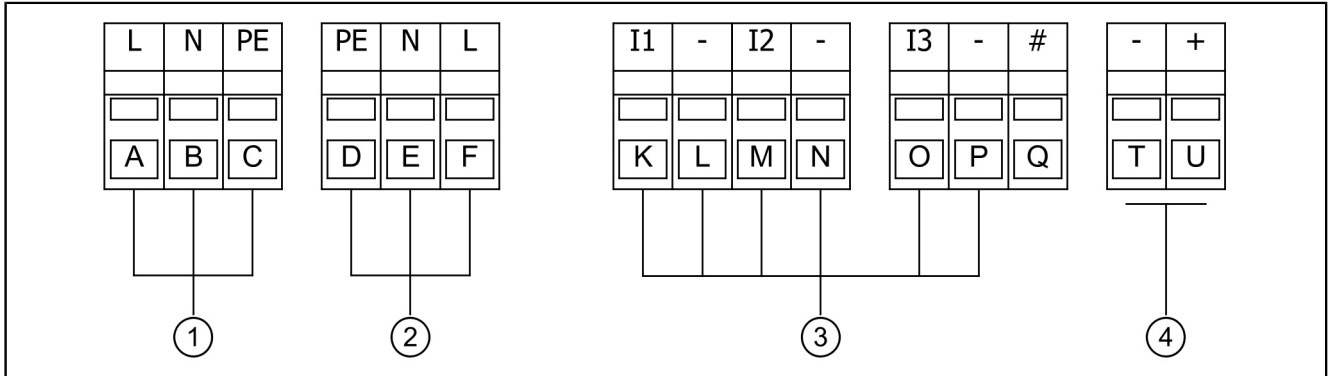 L N PE PE N L I1 - I2 - I3 - # - +
A B C D E F K L M N O P Q T U
1 2 3 4